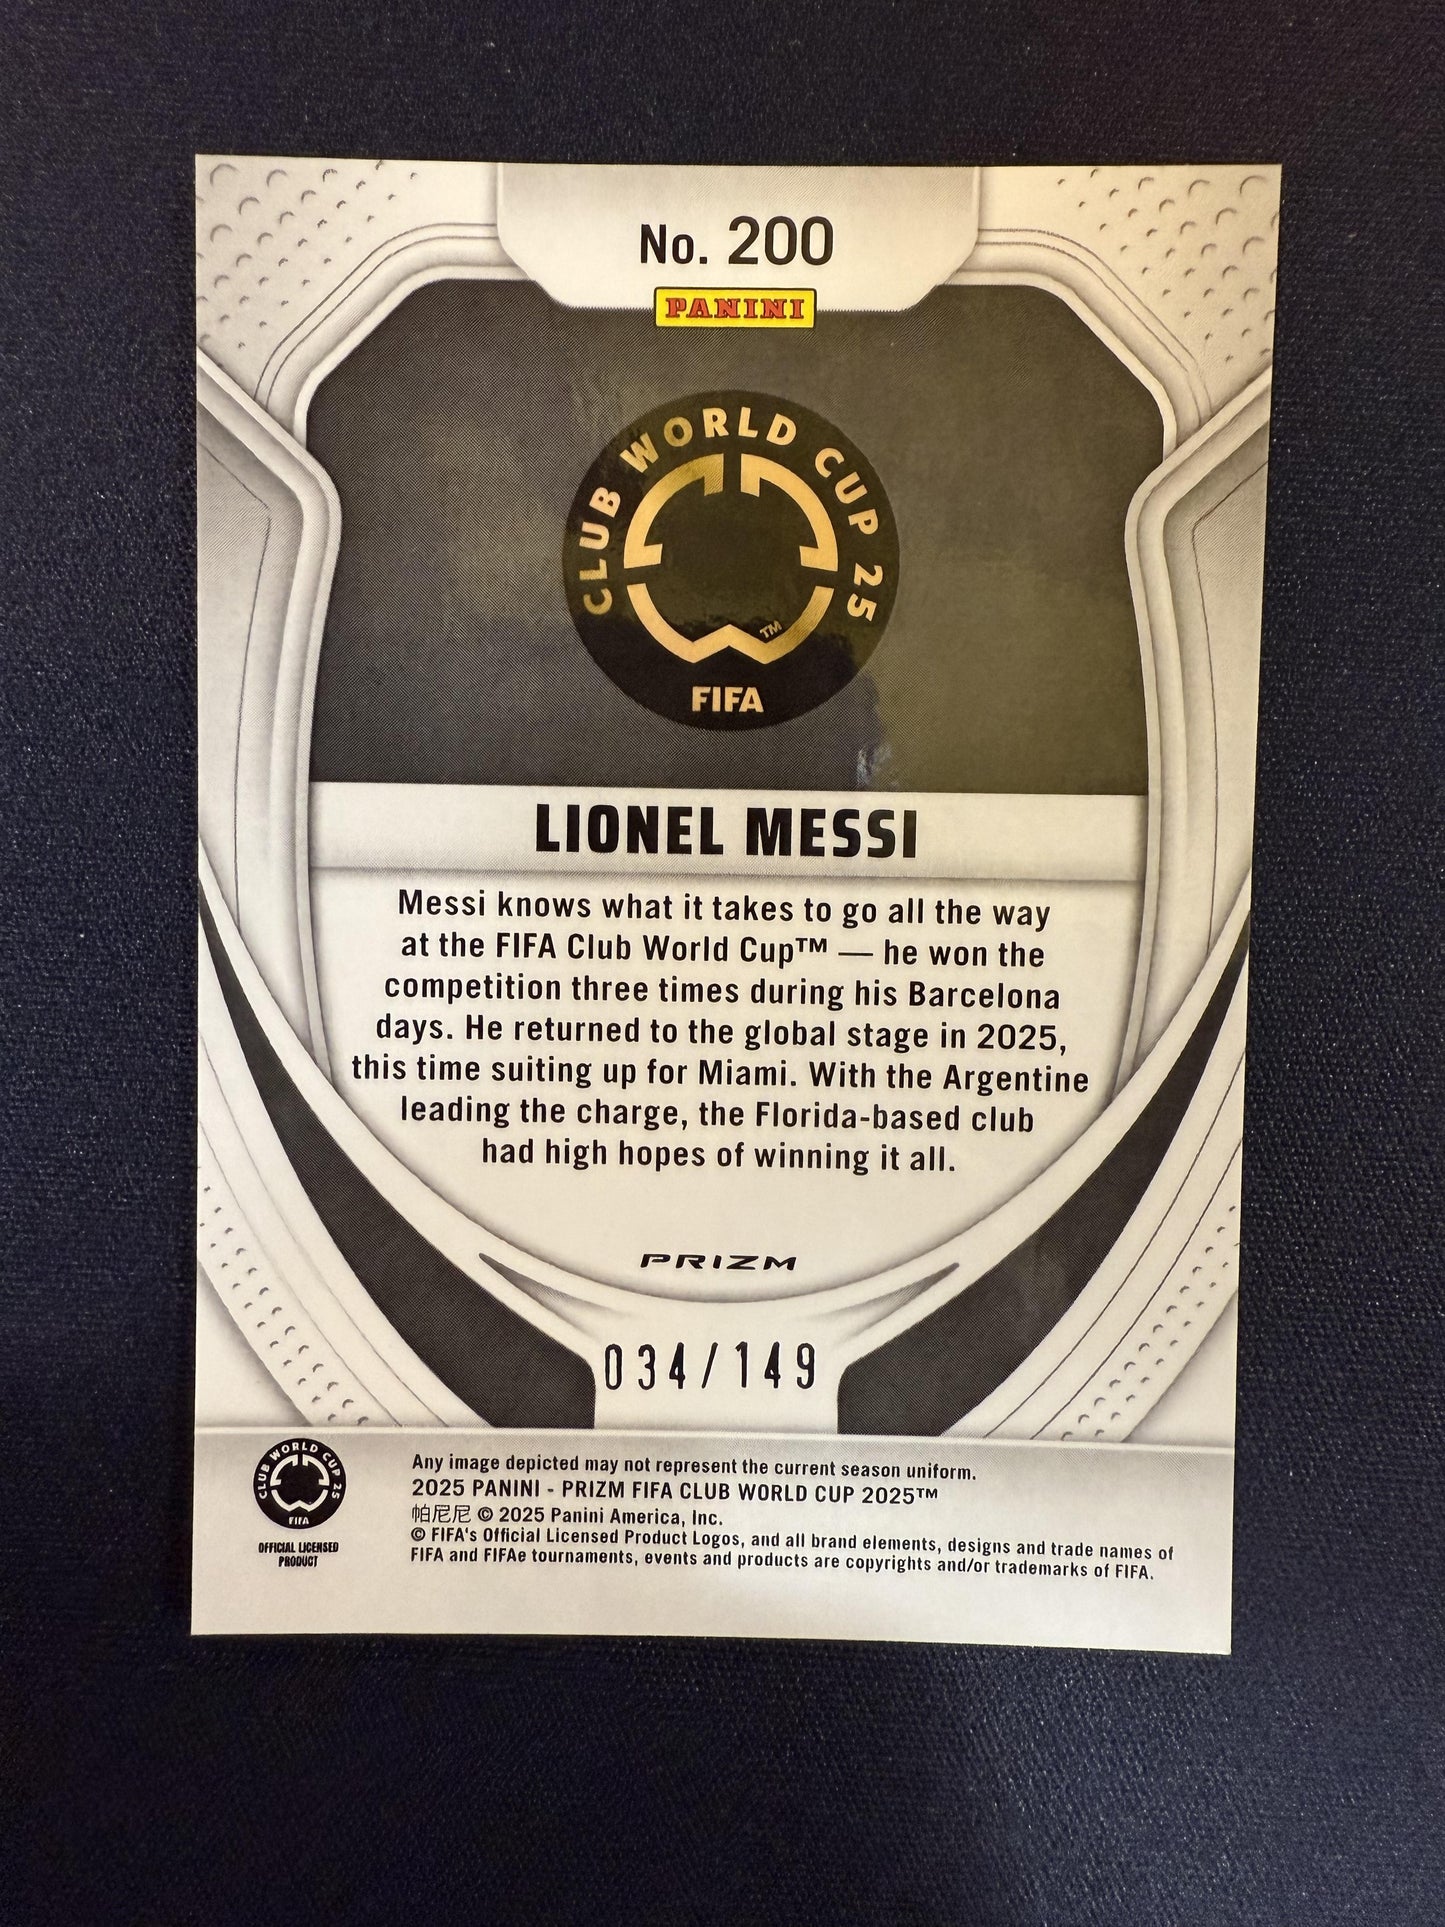 No. 200
PANINI
CLUB WORLD CUP 25
TM
FIFA
LIONEL MESSI
Messi knows what it takes to go all the way
at the FIFA Club World Cup™ — he won the
competition three times during his Barcelona
days. He returned to the global stage in 2025,
this time suiting up for Miami. With the Argentine
leading the charge, the Florida-based club
had high hopes of winning it all.
PRIZM
034/149
CLUB WORLD CUP 25
FIFA
OFFICIAL LICENSED
PRODUCT
Any image depicted may not represent the current season uniform.
2025 PANINI - PRIZM FIFA CLUB WORLD CUP 2025™
帕尼尼 © 2025 Panini America, Inc.
© FIFA's Official Licensed Product Logos, and all brand elements, designs and trade names of
FIFA and FIFAe tournaments, events and products are copyrights and/or trademarks of FIFA.